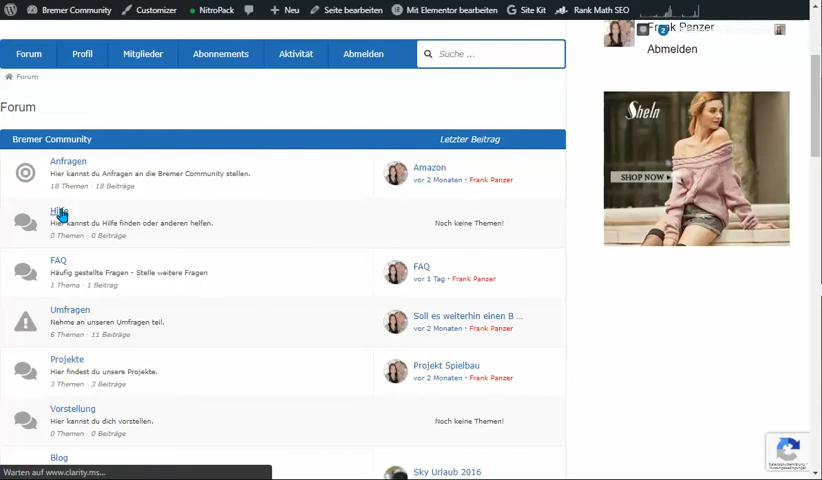 Bremer Community
Customizer
NitroPack
Neu
Seite bearbeiten
Mit Elementor bearbeiten
Site Kit
Rank Math SEO
Forum Profil Mitglieder Abonnements Aktivität Abmelden Suche ...
Frank Panzer
2
Abmelden
Forum
Forum
Bremer Community Letzter Beitrag
Anfragen
Hier kannst du Anfragen an die Bremer Community stellen.
18 Themen · 18 Beiträge
Amazon
vor 2 Monaten · Frank Panzer
Hilfe
Hier kannst du Hilfe finden oder anderen helfen.
0 Themen · 0 Beiträge
Noch keine Themen!
FAQ
Häufig gestellte Fragen - Stelle weitere Fragen
1 Thema · 1 Beitrag
FAQ
vor 1 Tag · Frank Panzer
Umfragen
Nehme an unseren Umfragen teil.
6 Themen · 11 Beiträge
Soll es weiterhin einen B ...
vor 2 Monaten · Frank Panzer
Projekte
Hier findest du unsere Projekte.
3 Themen · 3 Beiträge
Projekt Spielbau
vor 2 Monaten · Frank Panzer
Vorstellung
Hier kannst du dich vorstellen.
0 Themen · 0 Beiträge
Noch keine Themen!
Blog
Sky Urlaub 2016
SheIn
SHOP NOW
Warten auf www.clarity.ms...